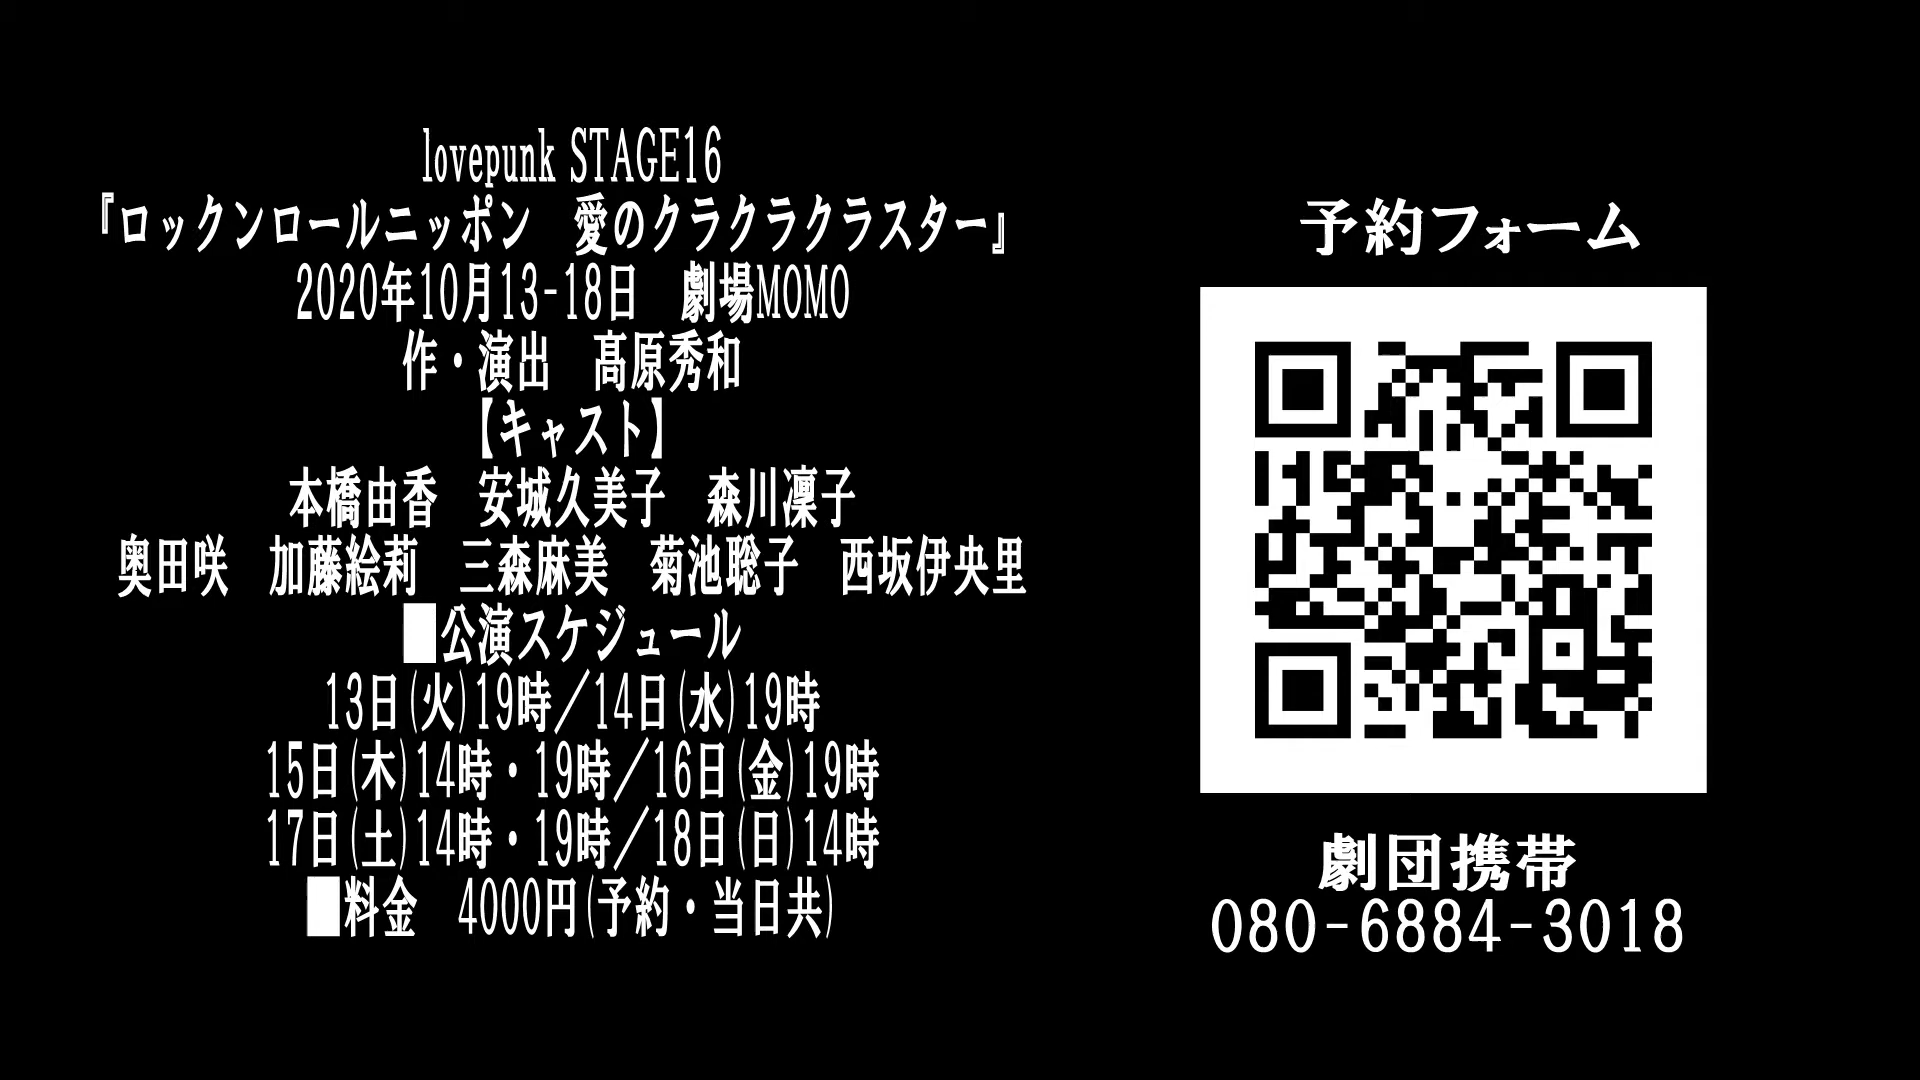 lovepunk STAGE16
『ロックンロールニッポン　愛のクラクラクラスター』
2020年10月13-18日　劇場MOMO
作・演出　髙原秀和
【キャスト】
本橋由香　安城久美子　森川凜子
奥田咲　加藤絵莉　三森麻美　菊池聡子　西坂伊央里
■公演スケジュール
13日(火)19時／14日(水)19時
15日(木)14時・19時／16日(金)19時
17日(土)14時・19時／18日(日)14時
■料金　4000円(予約・当日共)
予約フォーム
劇団携帯
080-6884-3018